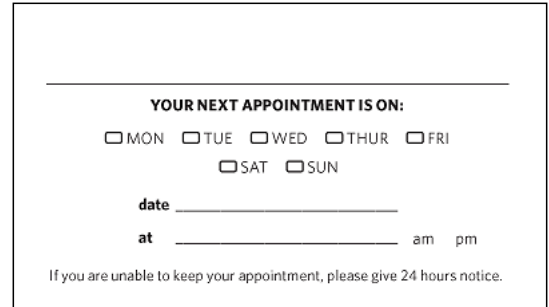 YOUR NEXT APPOINTMENT IS ON:
MON TUE WED THUR FRI
SAT SUN
date
at am pm
If you are unable to keep your appointment, please give 24 hours notice.